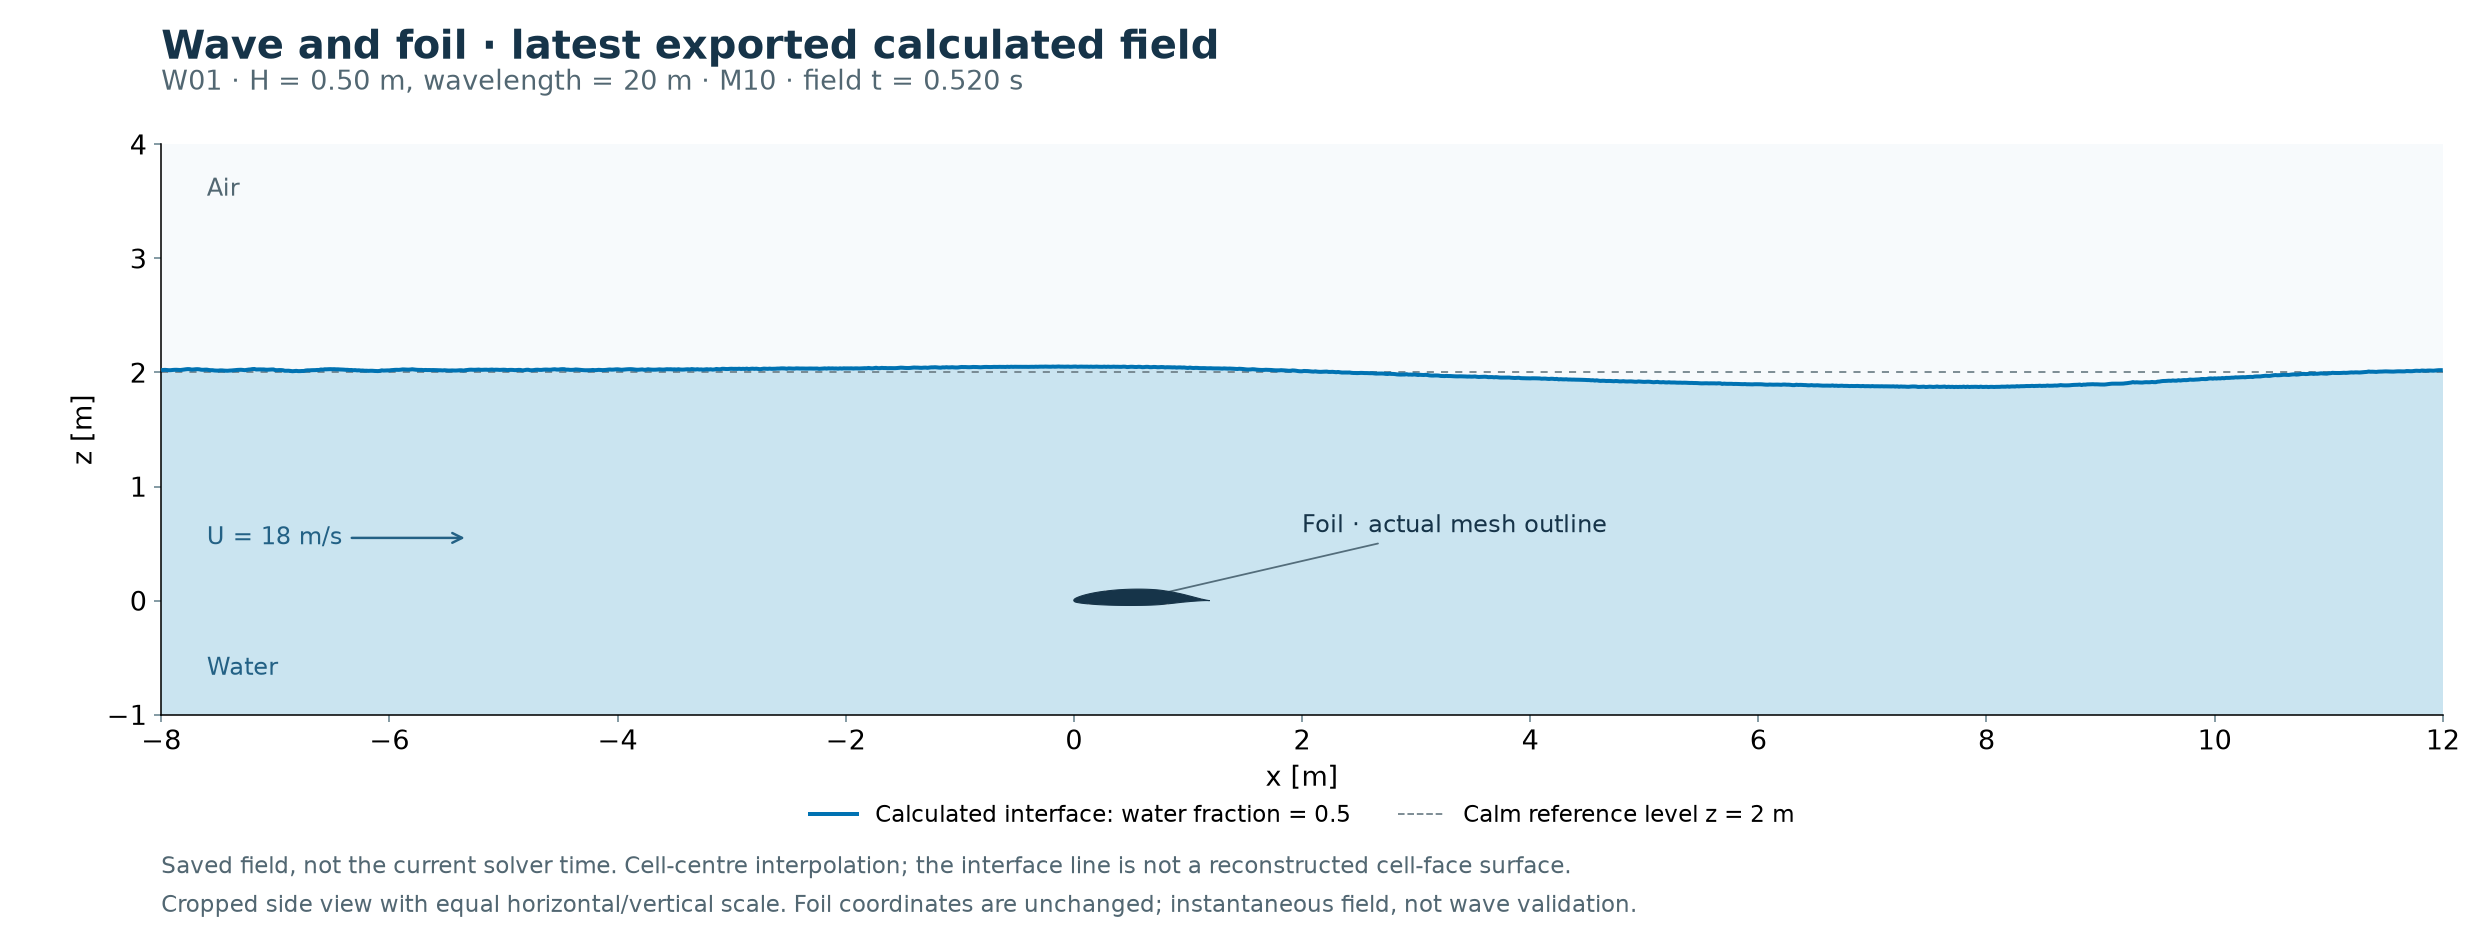 Wave and foil · latest exported calculated field
W01 · H = 0.50 m, wavelength = 20 m · M10 · field t = 0.520 s
4
Air
3
2
z [m]
1
U = 18 m/s
Foil · actual mesh outline
0
Water
−1
−8 −6 −4 −2 0 2 4 6 8 10 12
x [m]
Calculated interface: water fraction = 0.5 Calm reference level z = 2 m
Saved field, not the current solver time. Cell-centre interpolation; the interface line is not a reconstructed cell-face surface.
Cropped side view with equal horizontal/vertical scale. Foil coordinates are unchanged; instantaneous field, not wave validation.